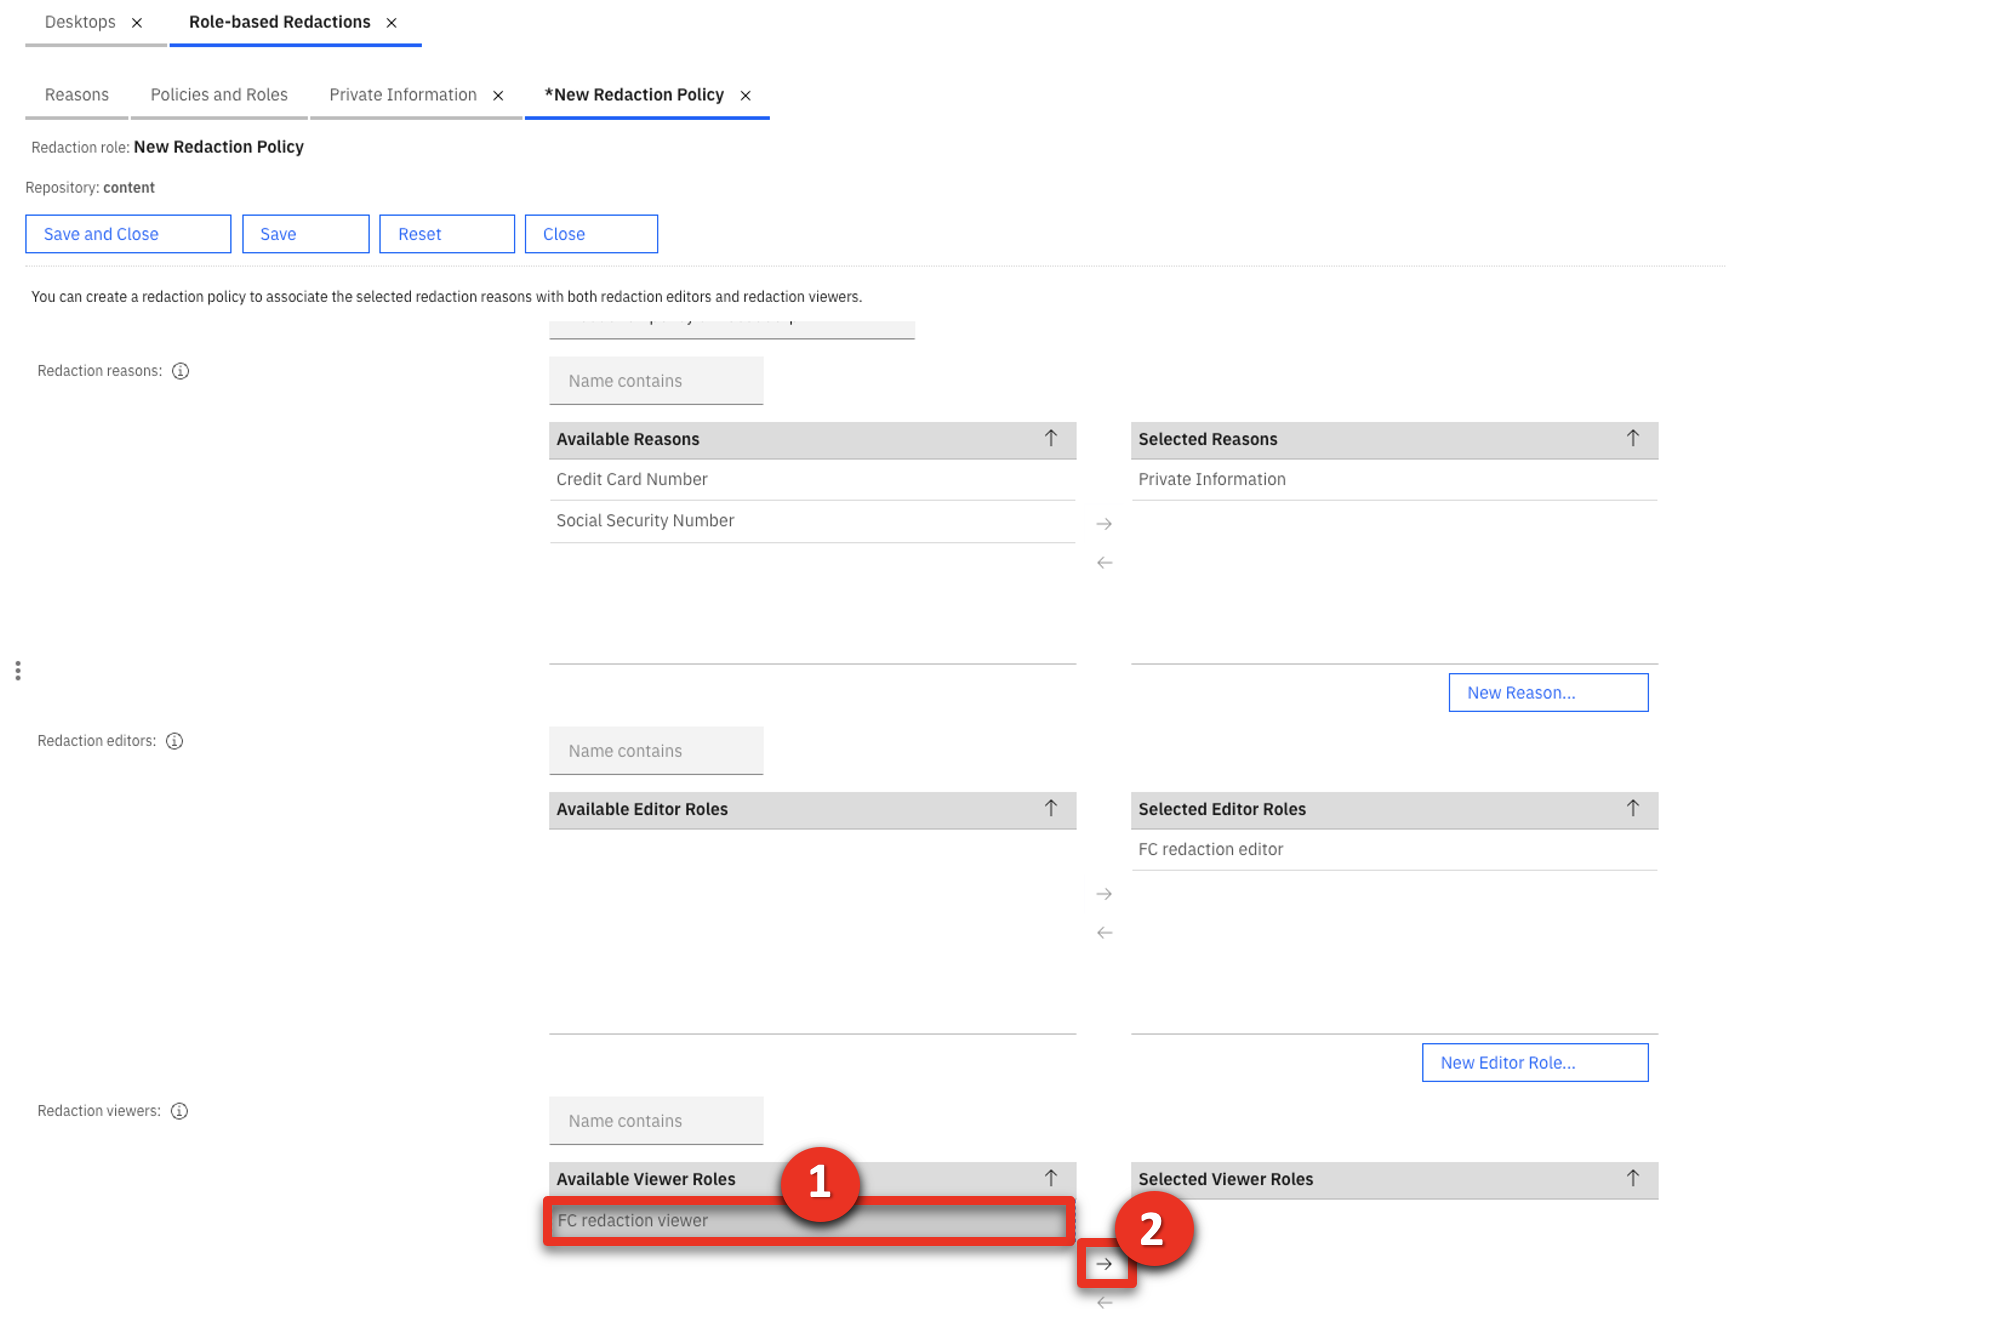 Desktops
Role-based Redactions
Reasons
Policies and Roles
Private Information
*New Redaction Policy
Redaction role: New Redaction Policy
Repository: content
Save and Close
Save
Reset
Close
You can create a redaction policy to associate the selected redaction reasons with both redaction editors and redaction viewers.
Redaction reasons:
Name contains
Available Reasons
Selected Reasons
Credit Card Number
Private Information
Social Security Number
New Reason...
Redaction editors:
Name contains
Available Editor Roles
Selected Editor Roles
FC redaction editor
New Editor Role...
Redaction viewers:
Name contains
Available Viewer Roles
1
Selected Viewer Roles
FC redaction viewer
2